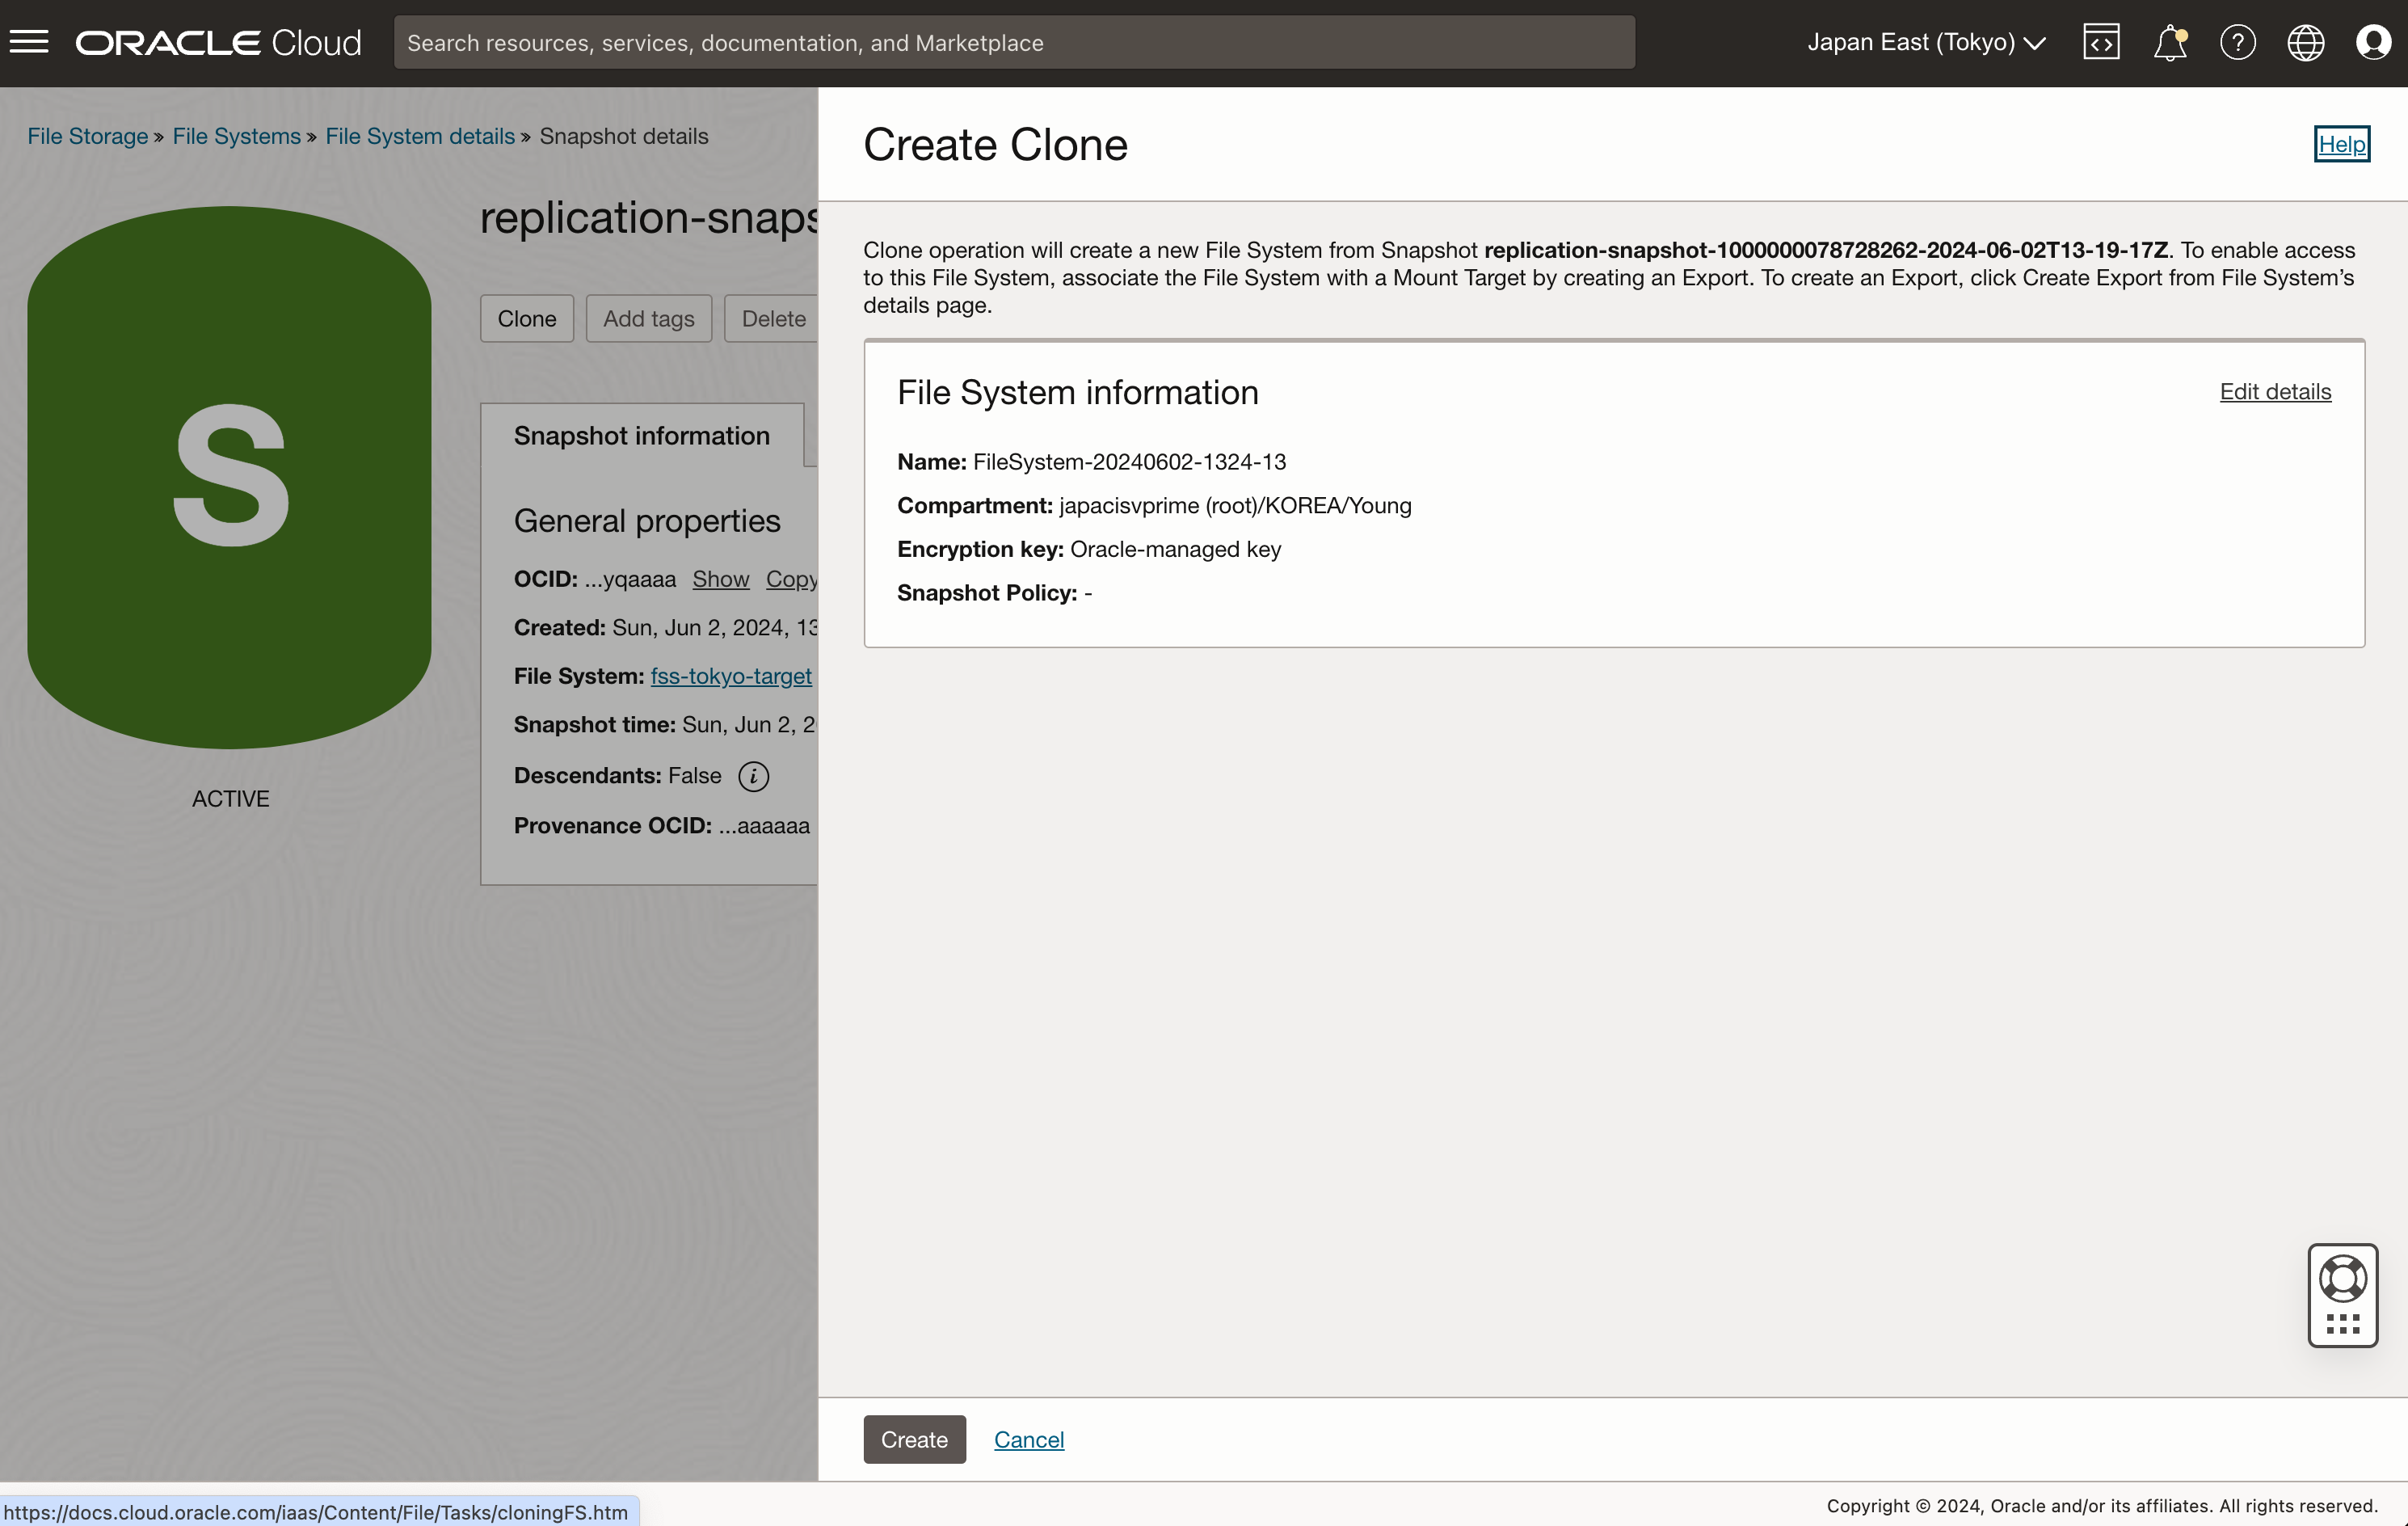 ORACLE Cloud
Search resources, services, documentation, and Marketplace
Japan East (Tokyo)
File Storage » File Systems » File System details » Snapshot details
S
ACTIVE
replication-snaps
Clone
Add tags
Delete
Snapshot information
General properties
OCID: ...yqaaaa Show Copy
Created: Sun, Jun 2, 2024, 13
File System: fss-tokyo-target
Snapshot time: Sun, Jun 2, 2
Descendants: False
Provenance OCID: ...aaaaaa
Create Clone
Help
Clone operation will create a new File System from Snapshot replication-snapshot-1000000078728262-2024-06-02T13-19-17Z. To enable access
to this File System, associate the File System with a Mount Target by creating an Export. To create an Export, click Create Export from File System’s
details page.
File System information
Edit details
Name: FileSystem-20240602-1324-13
Compartment: japacisvprime (root)/KOREA/Young
Encryption key: Oracle-managed key
Snapshot Policy: -
Create
Cancel
https://docs.cloud.oracle.com/iaas/Content/File/Tasks/cloningFS.htm
Copyright © 2024, Oracle and/or its affiliates. All rights reserved.